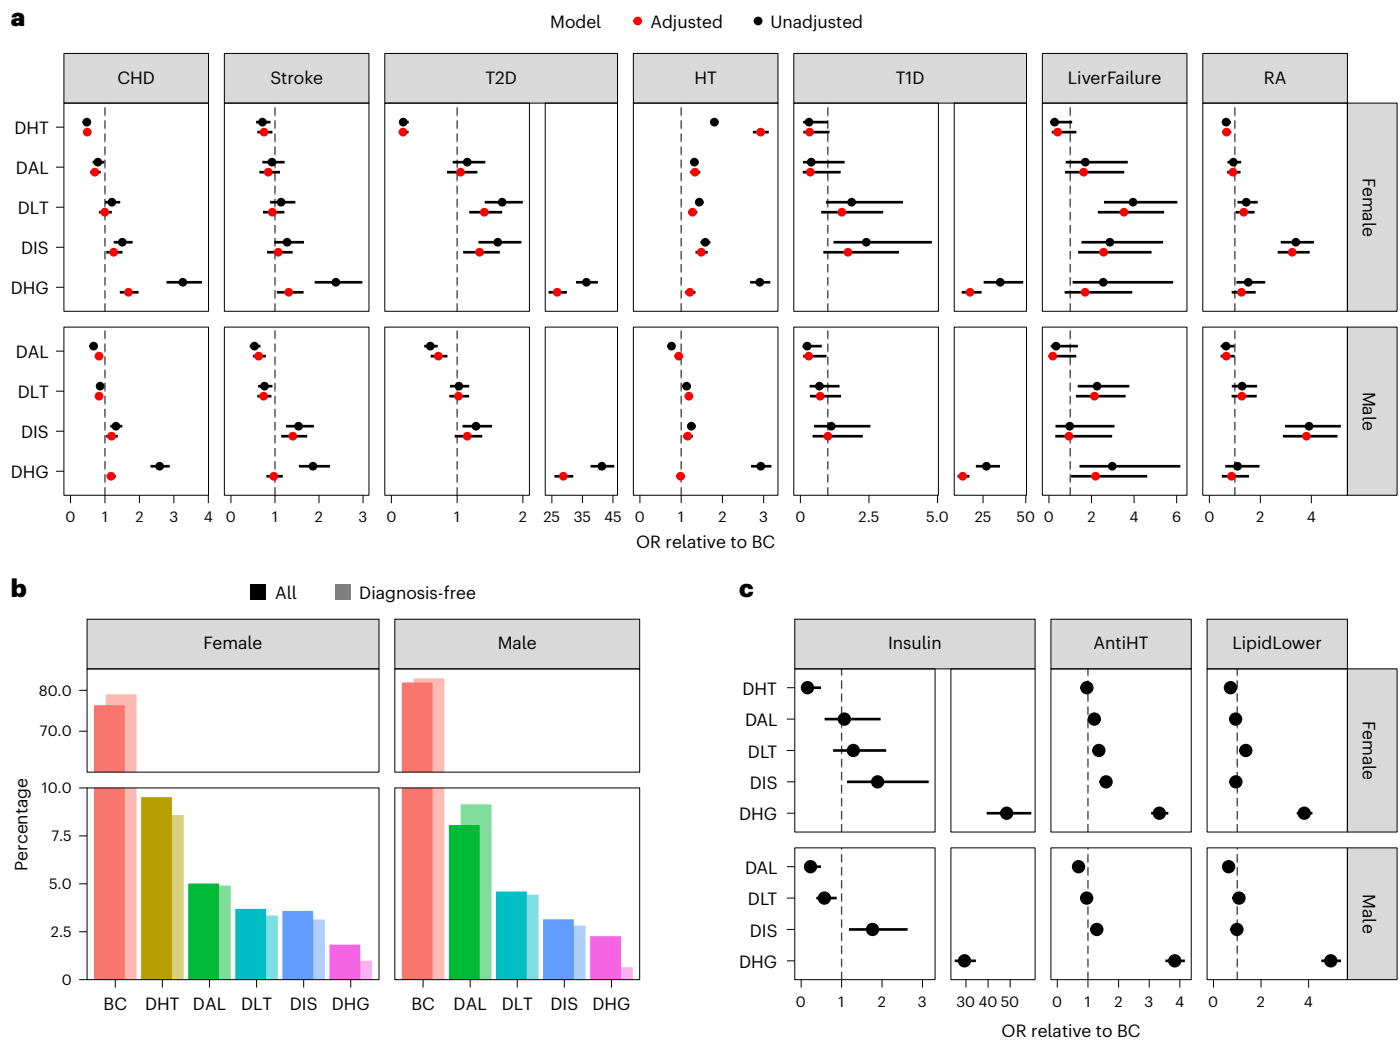 a
Model Adjusted Unadjusted
CHD Stroke T2D HT T1D LiverFailure RA
DHT
DAL
DLT
DIS
DHG
Female
DAL
DLT
DIS
DHG
Male
0 1 2 3 4 0 1 2 3 0 1 2 25 35 45 0 1 2 3 0 2.5 5.0 25 50 0 2 4 6 0 2 4
OR relative to BC
b
All Diagnosis-free
Female Male
Percentage
80.0
70.0
10.0
7.5
5.0
2.5
0
BC DHT DAL DLT DIS DHG BC DAL DLT DIS DHG
c
Insulin AntiHT LipidLower
DHT
DAL
DLT
DIS
DHG
Female
DAL
DLT
DIS
DHG
Male
0 1 2 3 30 40 50 0 1 2 3 4 0 2 4
OR relative to BC